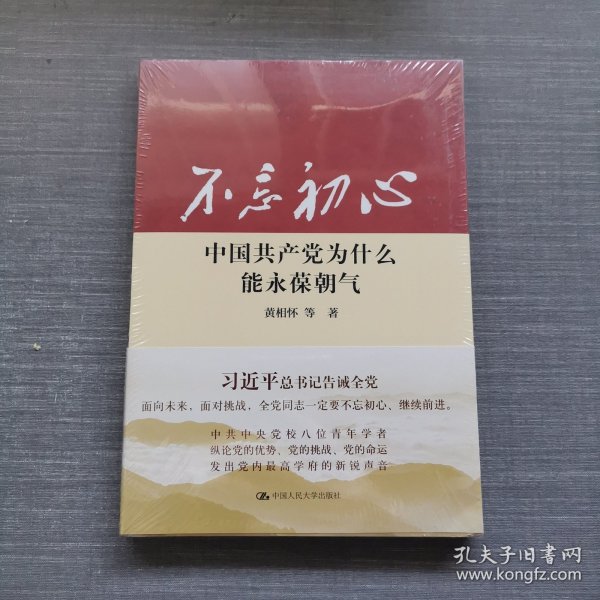 不忘初心
中国共产党为什么
能永葆朝气
黄相怀 等 著
习近平总书记告诫全党
面向未来，面对挑战，全党同志一定要不忘初心、继续前进。
中共中央党校八位青年学者
纵论党的优势、党的挑战、党的命运
发出党内最高学府的新锐声音
中国人民大学出版社
孔夫子旧书网
www.kongfz.com